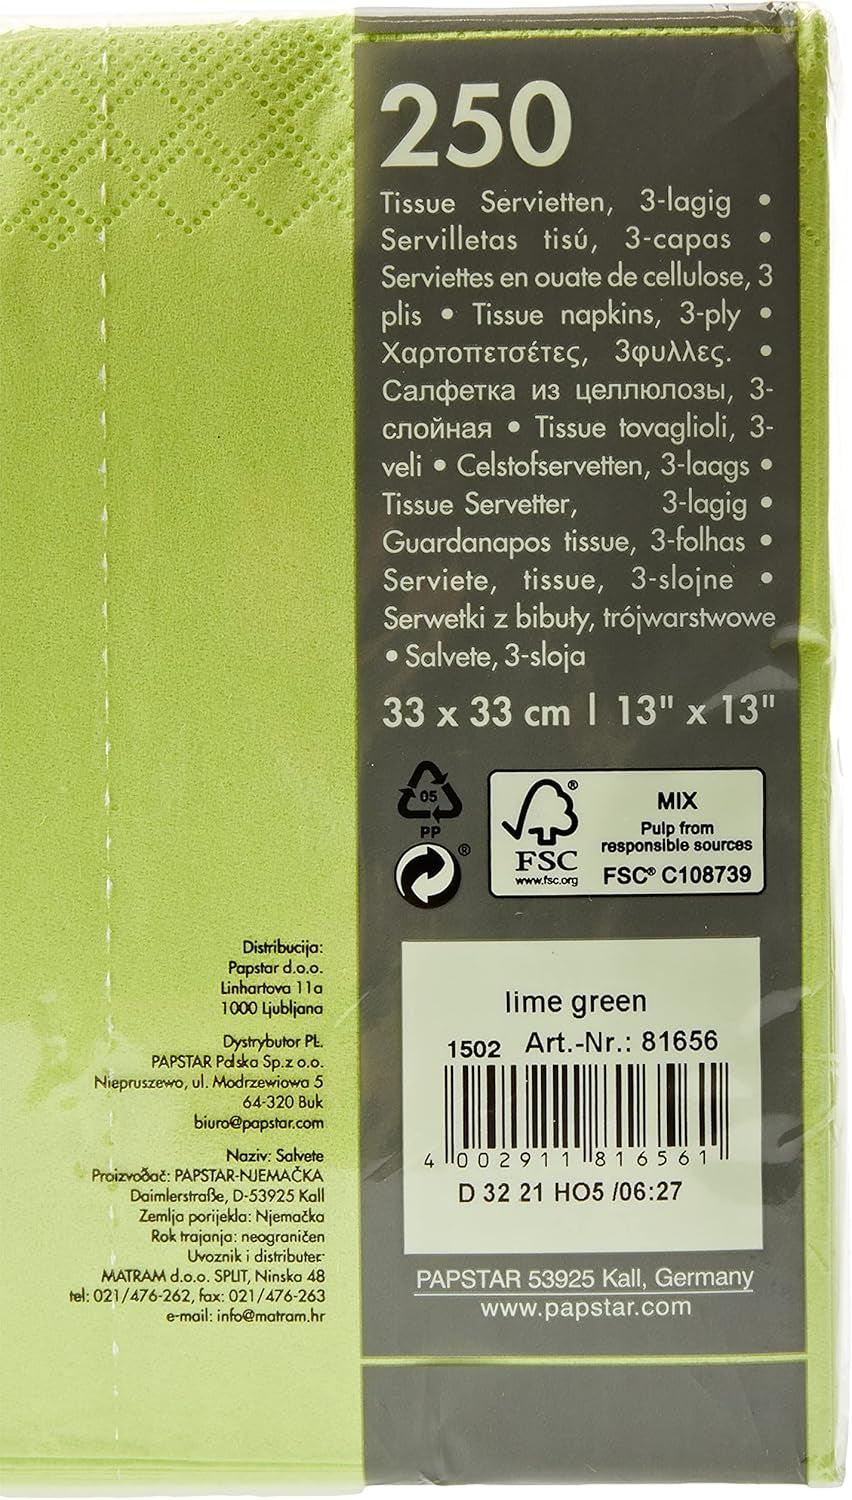 250
Tissue Servietten, 3-lagig •
Servilletas tisú, 3-capas •
Serviettes en ouate de cellulose, 3
plis • Tissue napkins, 3-ply •
Χαρτοπετσέτες, 3φυλλες. •
Салфетка из целлюлозы, 3-
слойная • Tissue tovaglioli, 3-
veli • Celstofservetten, 3-laags •
Tissue Servetter, 3-lagig •
Guardanapos tissue, 3-folhas •
Serviete, tissue, 3-slojne •
Serwetki z bibuły, trójwarstwowe
• Salvete, 3-sloja
33 x 33 cm | 13" x 13"
05
PP
®
FSC®
www.fsc.org
MIX
Pulp from
responsible sources
FSC® C108739
lime green
1502 Art.-Nr.: 81656
4 002911 816561
D 32 21 HO5 /06:27
PAPSTAR 53925 Kall, Germany
www.papstar.com
Distribucija:
Papstar d.o.o.
Linhartova 11a
1000 Ljubljana
Dystrybutor PŁ.
PAPSTAR Polska Sp.z o.o.
Niepruszewo, ul. Modrzewiowa 5
64-320 Buk
biuro@papstar.com
Naziv: Salvete
Proizvođač: PAPSTAR-NJEMAČKA
Daimlerstraße, D-53925 Kall
Zemlja porijekla: Njemačka
Rok trajanja: neograničen
Uvoznik i distributer:
MATRAM d.o.o. SPLIT, Ninska 48
tel: 021/476-262, fax: 021/476-263
e-mail: info@matram.hr